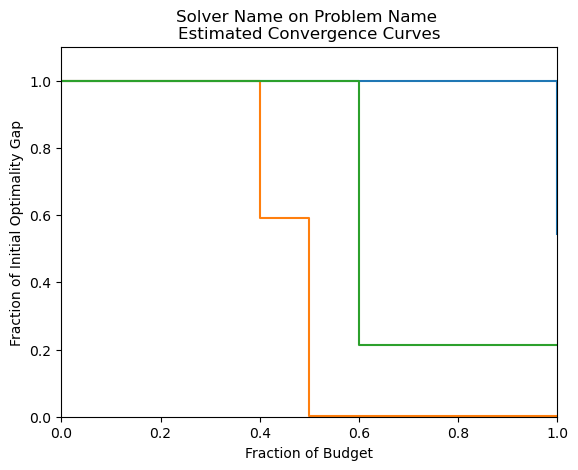 Solver Name on Problem Name
Estimated Convergence Curves
Fraction of Initial Optimality Gap
1.0
0.8
0.6
0.4
0.2
0.0
0.0 0.2 0.4 0.6 0.8 1.0
Fraction of Budget